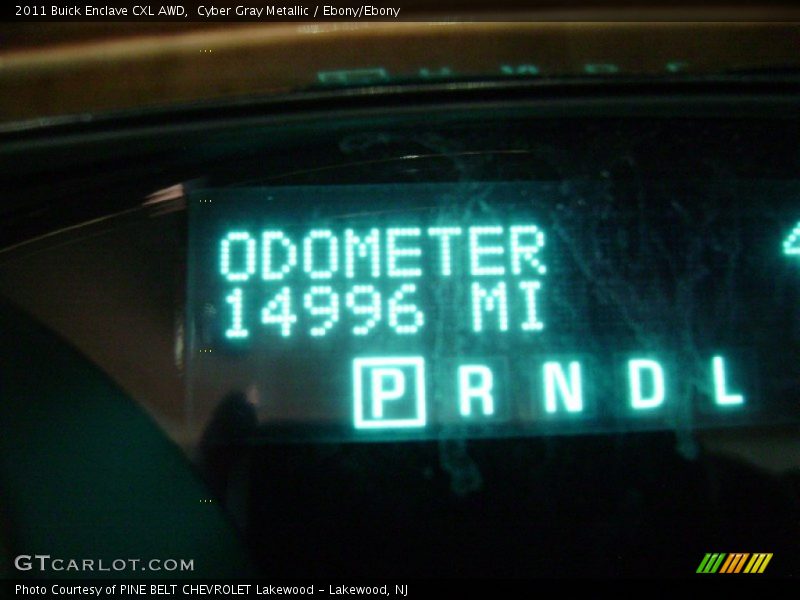 2011 Buick Enclave CXL AWD, Cyber Gray Metallic / Ebony/Ebony
ODOMETER
14996 MI
P R N D L
GTCARLOT.COM
Photo Courtesy of PINE BELT CHEVROLET Lakewood - Lakewood, NJ